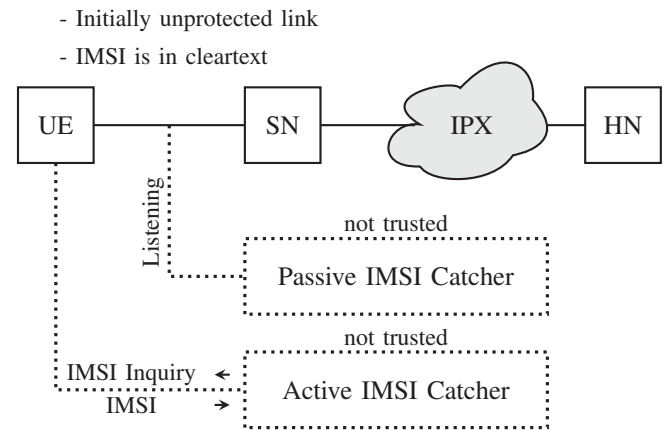 - Initially unprotected link
- IMSI is in cleartext
UE
SN
IPX
HN
Listening
not trusted
Passive IMSI Catcher
not trusted
IMSI Inquiry
IMSI
Active IMSI Catcher